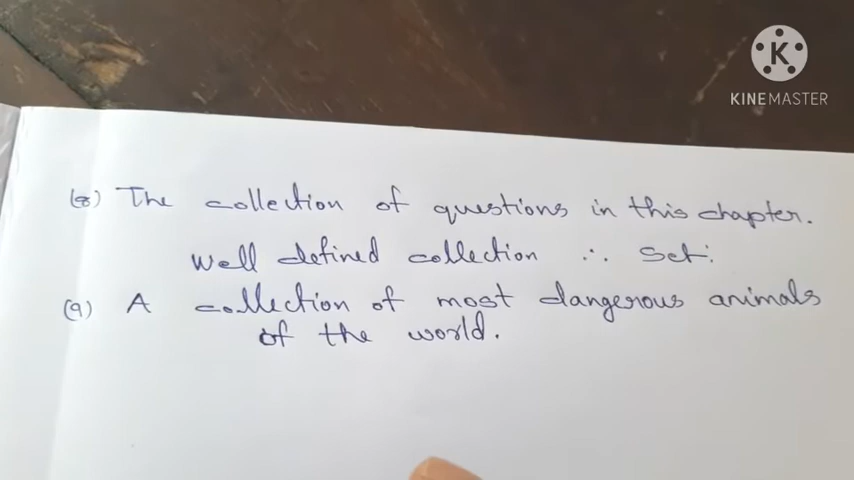 K
KINEMASTER
(8) The collection of questions in this chapter.
Well defined collection ∴ Set.
(9) A collection of most dangerous animals
of the world.